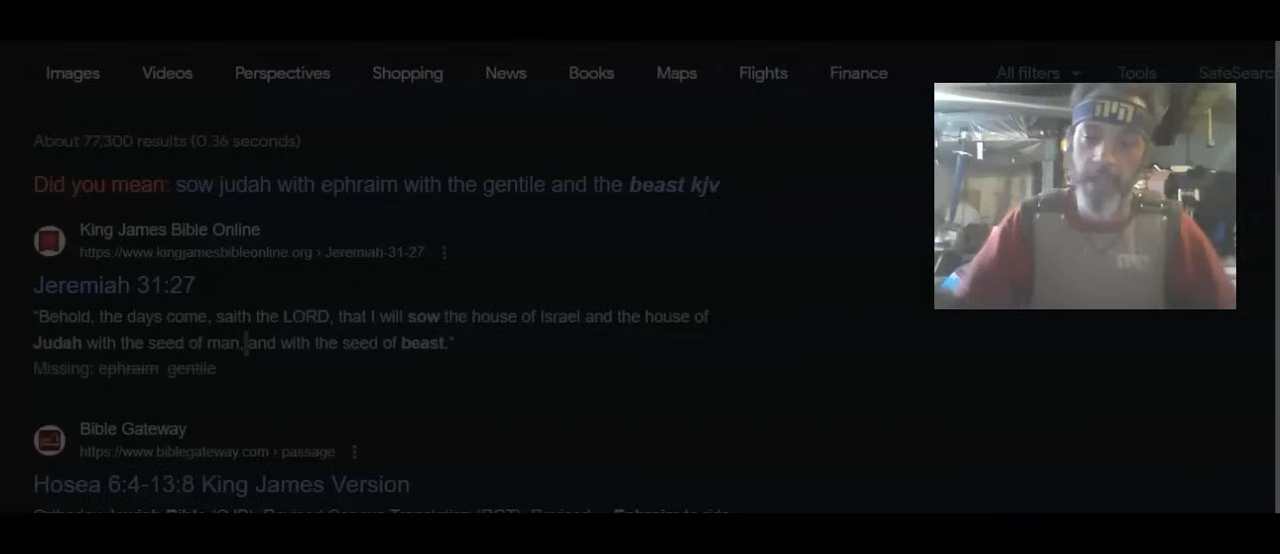 Images Videos Perspectives Shopping News Books Maps Flights Finance All filters Tools SafeSearc
About 77,300 results (0.36 seconds)
Did you mean: sow judah with ephraim with the gentile and the beast kjv
King James Bible Online
https://www.kingjamesbibleonline.org › Jeremiah-31-27
Jeremiah 31:27
“Behold, the days come, saith the LORD, that I will sow the house of Israel and the house of
Judah with the seed of man, and with the seed of beast.”
Missing: ephraim gentile
Bible Gateway
https://www.biblegateway.com › passage
Hosea 6:4-13:8 King James Version
היה